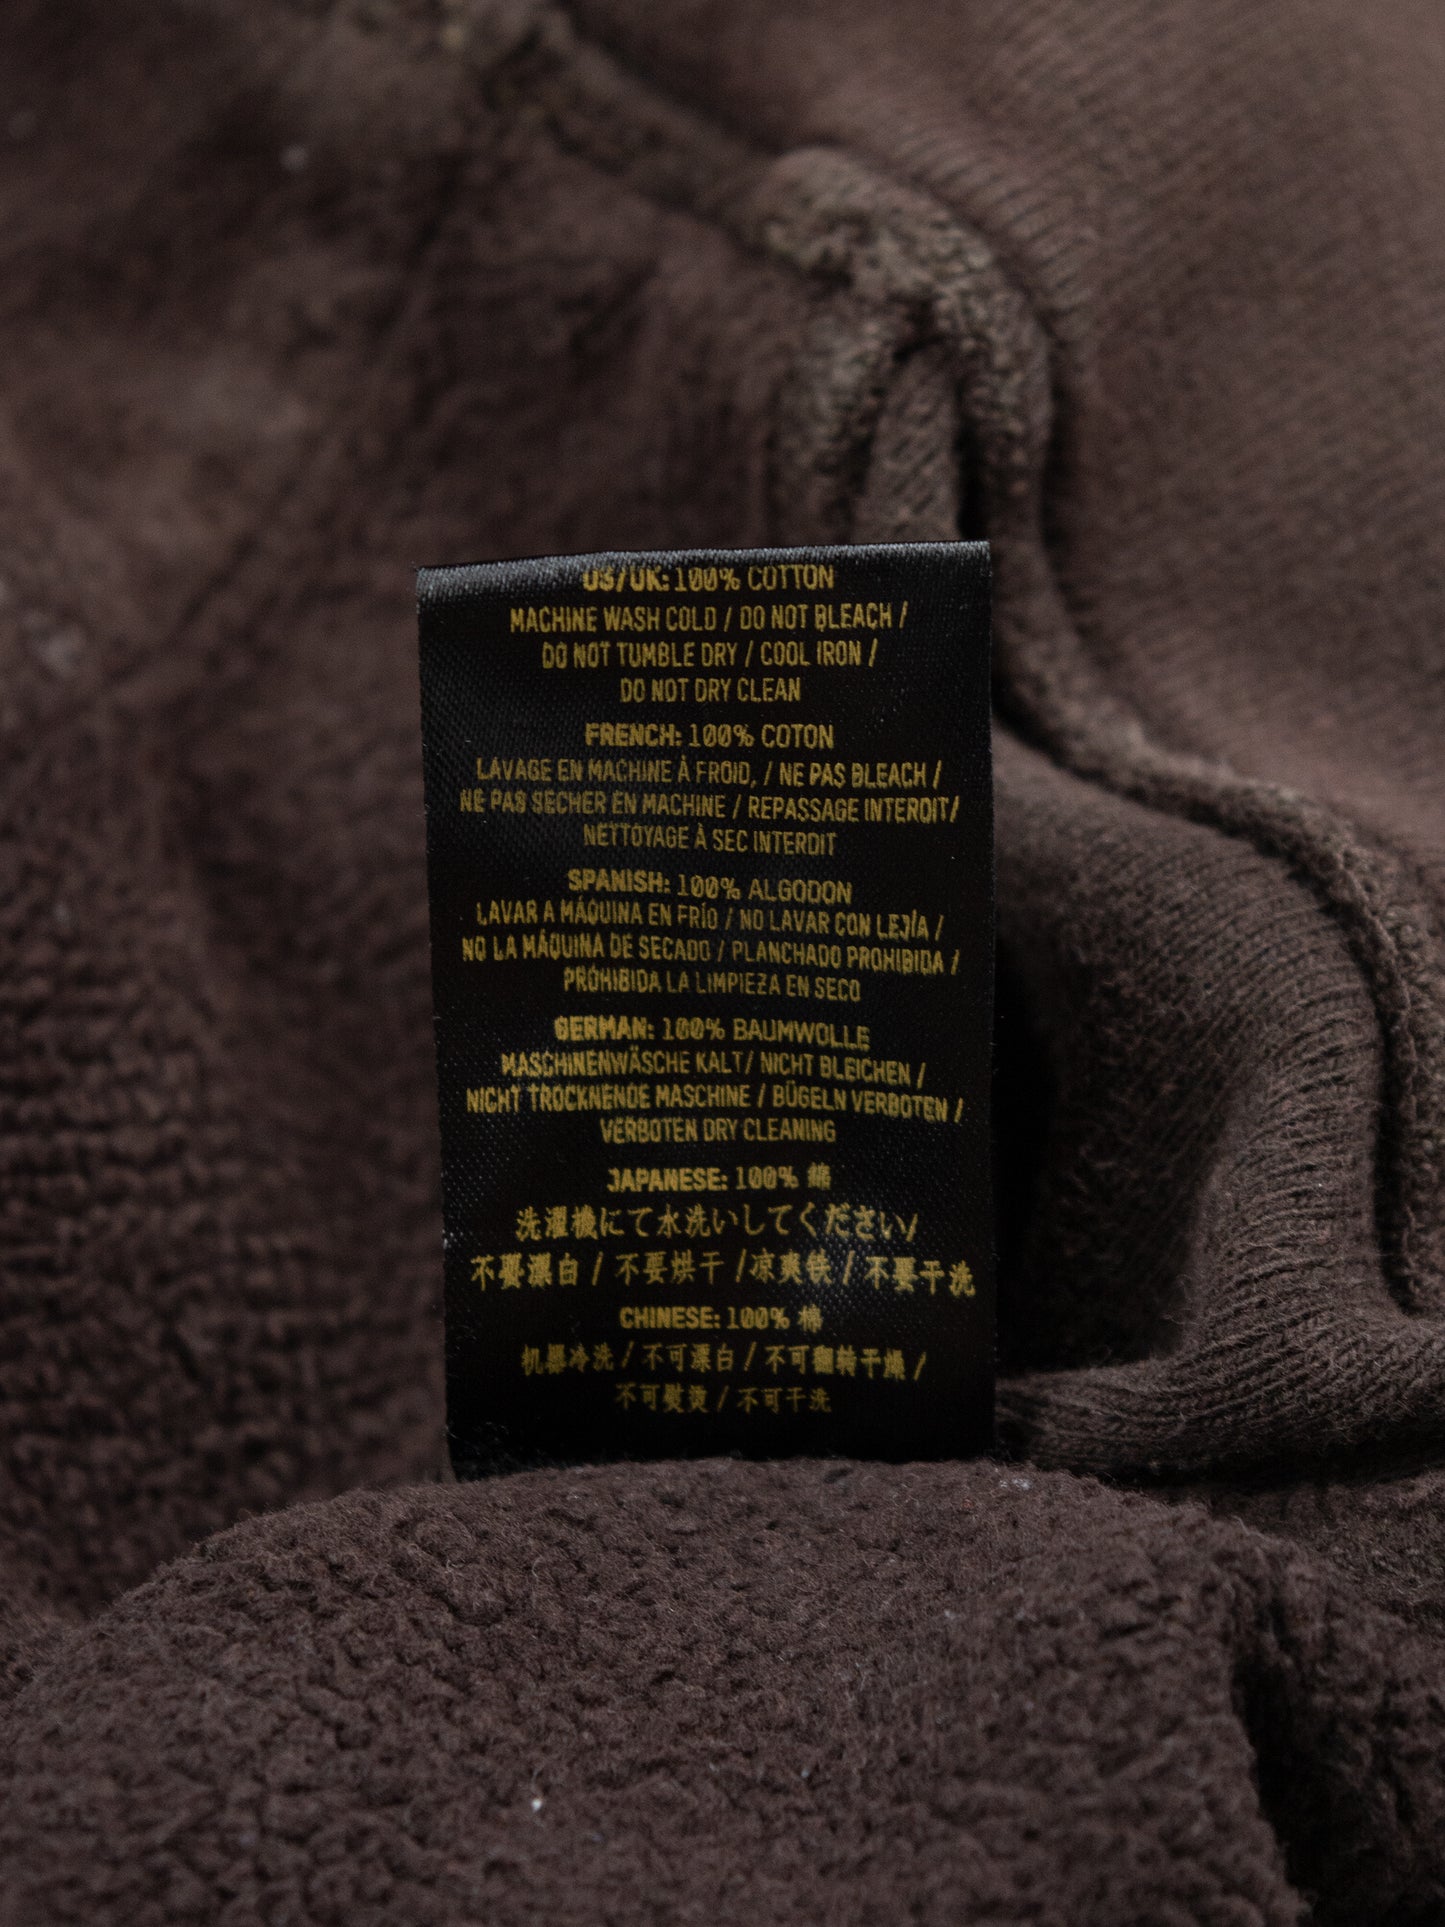 US/UK: 100% COTTON
MACHINE WASH COLD / DO NOT BLEACH /
DO NOT TUMBLE DRY / COOL IRON /
DO NOT DRY CLEAN
FRENCH: 100% COTON
LAVAGE EN MACHINE À FROID, / NE PAS BLEACH /
NE PAS SÉCHER EN MACHINE / REPASSAGE INTERDIT/
NETTOYAGE À SEC INTERDIT
SPANISH: 100% ALGODON
LAVAR A MÁQUINA EN FRÍO / NO LAVAR CON LEJÍA /
NO LA MÁQUINA DE SECADO / PLANCHADO PROHIBIDA /
PROHIBIDA LA LIMPIEZA EN SECO
GERMAN: 100% BAUMWOLLE
MASCHINENWÄSCHE KALT/ NICHT BLEICHEN /
NICHT TROCKNENDE MASCHINE / BÜGELN VERBOTEN /
VERBOTEN DRY CLEANING
JAPANESE: 100% 綿
洗濯機にて水洗いしてください/
不要漂白 / 不要烘干 /凉爽铁 / 不要干洗
CHINESE: 100% 棉
机器冷洗 / 不可漂白 / 不可翻转干燥 /
不可熨烫 / 不可干洗